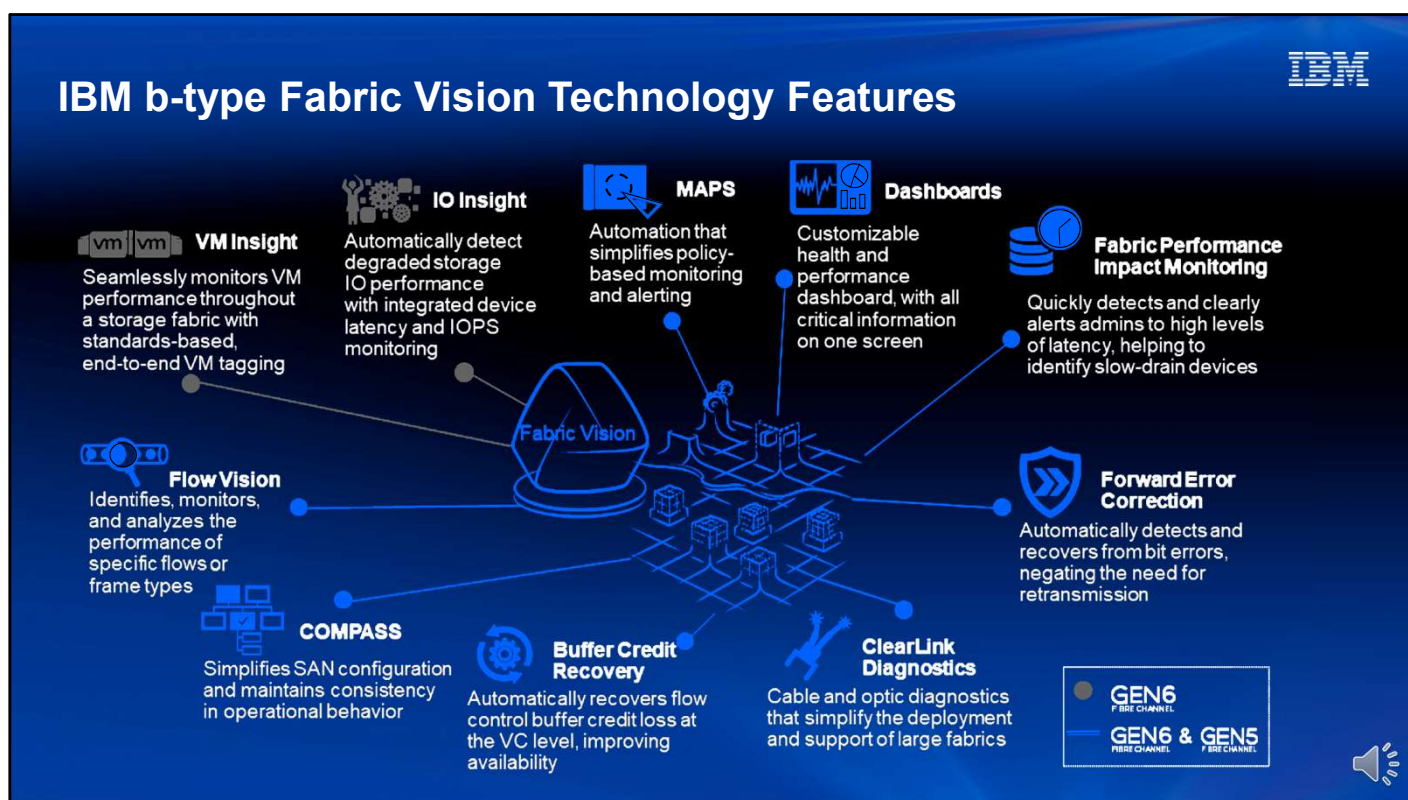 IBM b-type Fabric Vision Technology Features
IBM
vm vm
VM Insight
Seamlessly monitors VM
performance throughout
a storage fabric with
standards-based,
end-to-end VM tagging
IO Insight
Automatically detect
degraded storage
IO performance
with integrated device
latency and IOPS
monitoring
MAPS
Automation that
simplifies policy-
based monitoring
and alerting
Dashboards
Customizable
health and
performance
dashboard, with all
critical information
on one screen
Fabric Performance
Impact Monitoring
Quickly detects and clearly
alerts admins to high levels
of latency, helping to
identify slow-drain devices
Fabric Vision
Flow Vision
Identifies, monitors,
and analyzes the
performance of
specific flows or
frame types
Forward Error
Correction
Automatically detects and
recovers from bit errors,
negating the need for
retransmission
COMPASS
Simplifies SAN configuration
and maintains consistency
in operational behavior
Buffer Credit
Recovery
Automatically recovers flow
control buffer credit loss at
the VC level, improving
availability
ClearLink
Diagnostics
Cable and optic diagnostics
that simplify the deployment
and support of large fabrics
GEN6
FIBRE CHANNEL
GEN6 & GEN5
FIBRE CHANNEL FIBRE CHANNEL